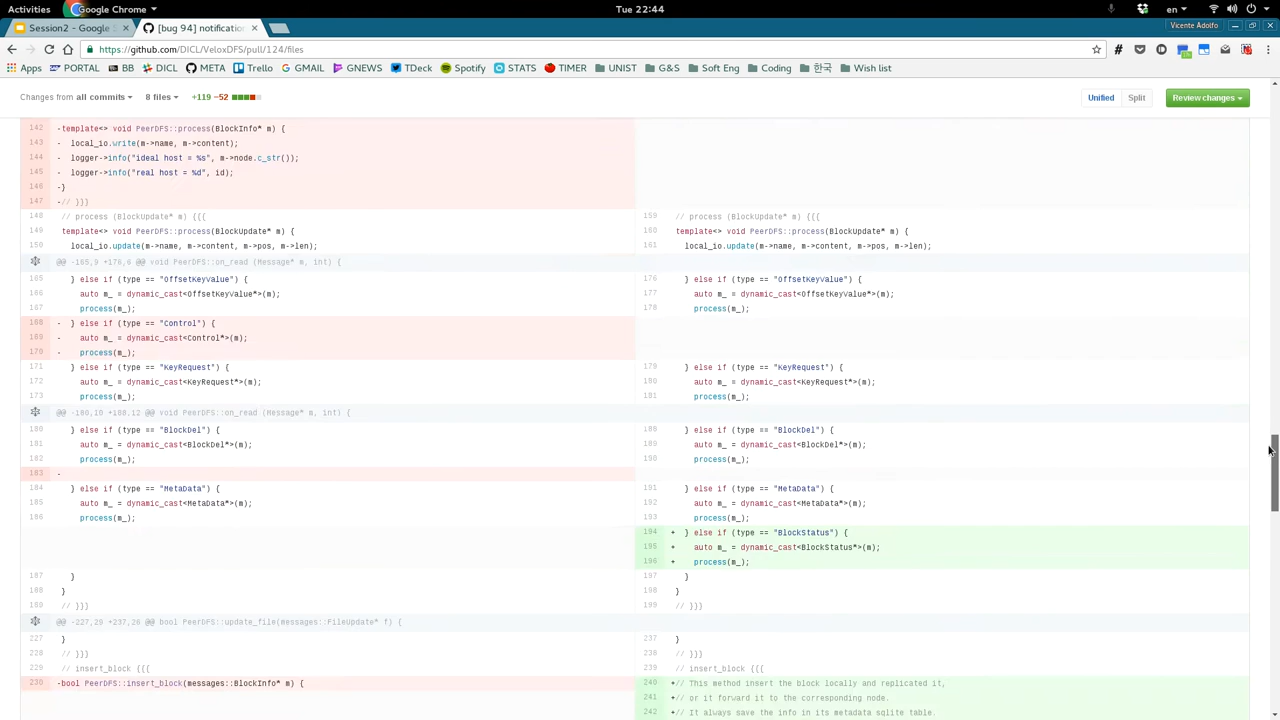 Activities Google Chrome Tue 22:44 en
Session2 - Google S [bug 94] notification Vicente Adolfo
https://github.com/DICL/VeloxDFS/pull/124/files
Apps PORTAL BB DICL META Trello GMAIL GNEWS TDeck Spotify STATS TIMER UNIST G&S Soft Eng Coding 한국 Wish list
Changes from all commits 8 files +119 −52 Unified Split Review changes
142 -template<> void PeerDFS::process(BlockInfo* m) {
143 - local_io.write(m->name, m->content);
144 - logger->info("ideal host = %s", m->node.c_str());
145 - logger->info("real host = %d", id);
146 -}
147 -// }}}
148 // process (BlockUpdate* m) {{{ 159 // process (BlockUpdate* m) {{{
149 template<> void PeerDFS::process(BlockUpdate* m) { 160 template<> void PeerDFS::process(BlockUpdate* m) {
150 local_io.update(m->name, m->content, m->pos, m->len); 161 local_io.update(m->name, m->content, m->pos, m->len);
@@ -165,9 +176,6 @@ void PeerDFS::on_read (Message* m, int) {
165 } else if (type == "OffsetKeyValue") { 176 } else if (type == "OffsetKeyValue") {
166 auto m_ = dynamic_cast<OffsetKeyValue*>(m); 177 auto m_ = dynamic_cast<OffsetKeyValue*>(m);
167 process(m_); 178 process(m_);
168 - } else if (type == "Control") {
169 - auto m_ = dynamic_cast<Control*>(m);
170 - process(m_);
171 } else if (type == "KeyRequest") { 179 } else if (type == "KeyRequest") {
172 auto m_ = dynamic_cast<KeyRequest*>(m); 180 auto m_ = dynamic_cast<KeyRequest*>(m);
173 process(m_); 181 process(m_);
@@ -180,10 +188,12 @@ void PeerDFS::on_read (Message* m, int) {
180 } else if (type == "BlockDel") { 188 } else if (type == "BlockDel") {
181 auto m_ = dynamic_cast<BlockDel*>(m); 189 auto m_ = dynamic_cast<BlockDel*>(m);
182 process(m_); 190 process(m_);
183 -
184 } else if (type == "MetaData") { 191 } else if (type == "MetaData") {
185 auto m_ = dynamic_cast<MetaData*>(m); 192 auto m_ = dynamic_cast<MetaData*>(m);
186 process(m_); 193 process(m_);
194 + } else if (type == "BlockStatus") {
195 + auto m_ = dynamic_cast<BlockStatus*>(m);
196 + process(m_);
187 } 197 }
188 } 198 }
189 // }}} 199 // }}}
@@ -227,29 +237,26 @@ bool PeerDFS::update_file(messages::FileUpdate* f) {
227 } 237 }
228 // }}} 238 // }}}
229 // insert_block {{{ 239 // insert_block {{{
230 -bool PeerDFS::insert_block(messages::BlockInfo* m) { 240 +// This method insert the block locally and replicated it,
241 +// or it forward it to the corresponding node.
242 +// It always save the info in its metadata sqlite table.